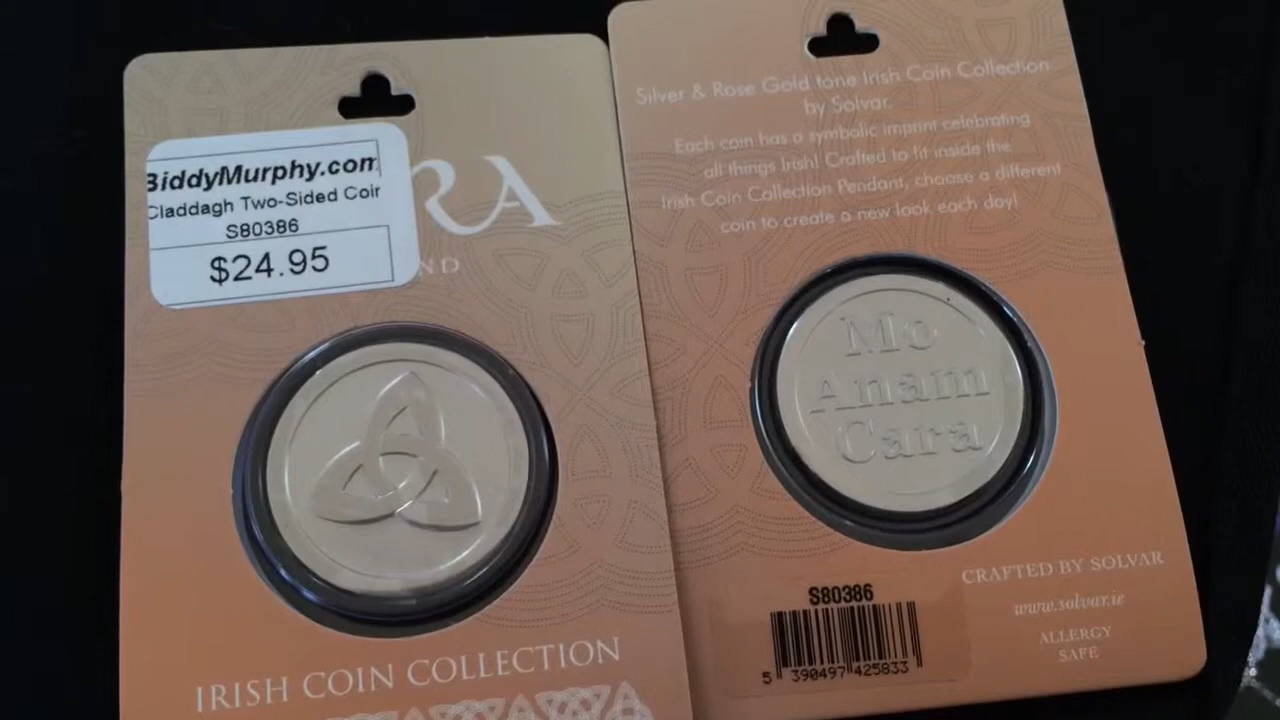 BiddyMurphy.com
Claddagh Two-Sided Coin
S80386
$24.95
RA
ND
IRISH COIN COLLECTION
Silver & Rose Gold tone Irish Coin Collection
by Solvar.
Each coin has a symbolic imprint celebrating
all things Irish! Crafted to fit inside the
Irish Coin Collection Pendant, choose a different
coin to create a new look each day!
Mo
Anam
Cara
S80386
5 390497 425833
CRAFTED BY SOLVAR
www.solvar.ie
ALLERGY
SAFE